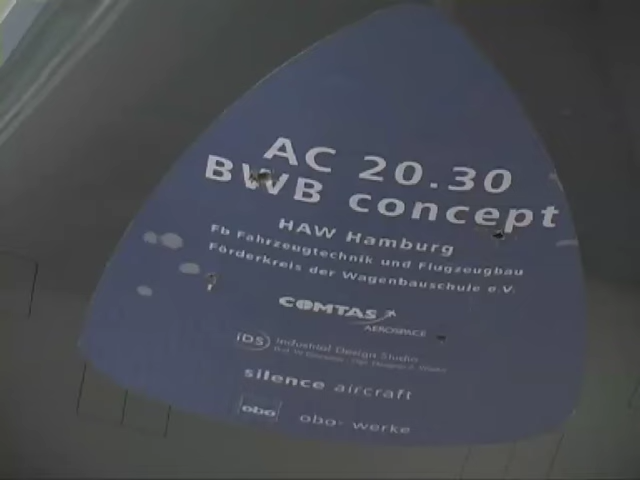 AC 20.30
BWB concept
HAW Hamburg
Fb Fahrzeugtechnik und Flugzeugbau
Förderkreis der Wagenbauschule e.V.
COMTAS
AEROSPACE
iDS Industrial Design Studio
silence aircraft
obo obo- werke